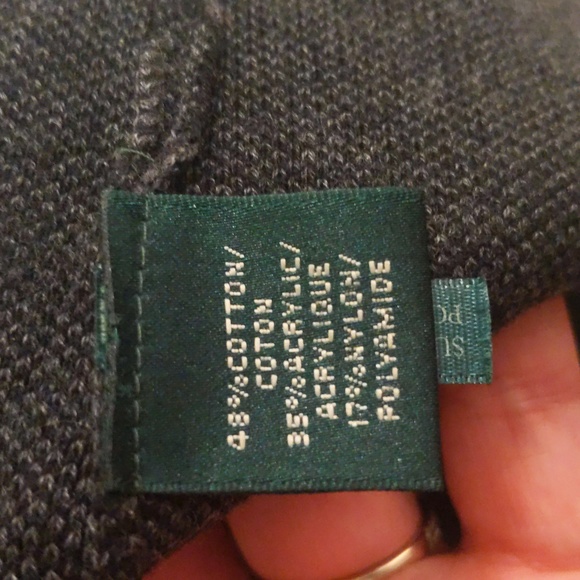 48%COTTON/
COTON
35%ACRYLIC/
ACRYLIQUE
17%NYLON/
POLYAMIDE